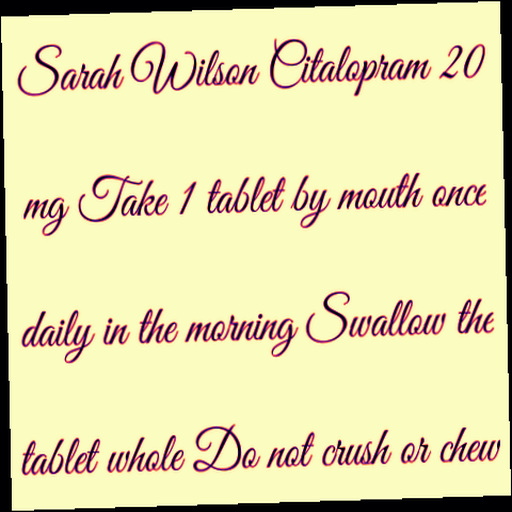 Sarah Wilson Citalopram 20
mg Take 1 tablet by mouth once
daily in the morning Swallow the
tablet whole Do not crush or chew